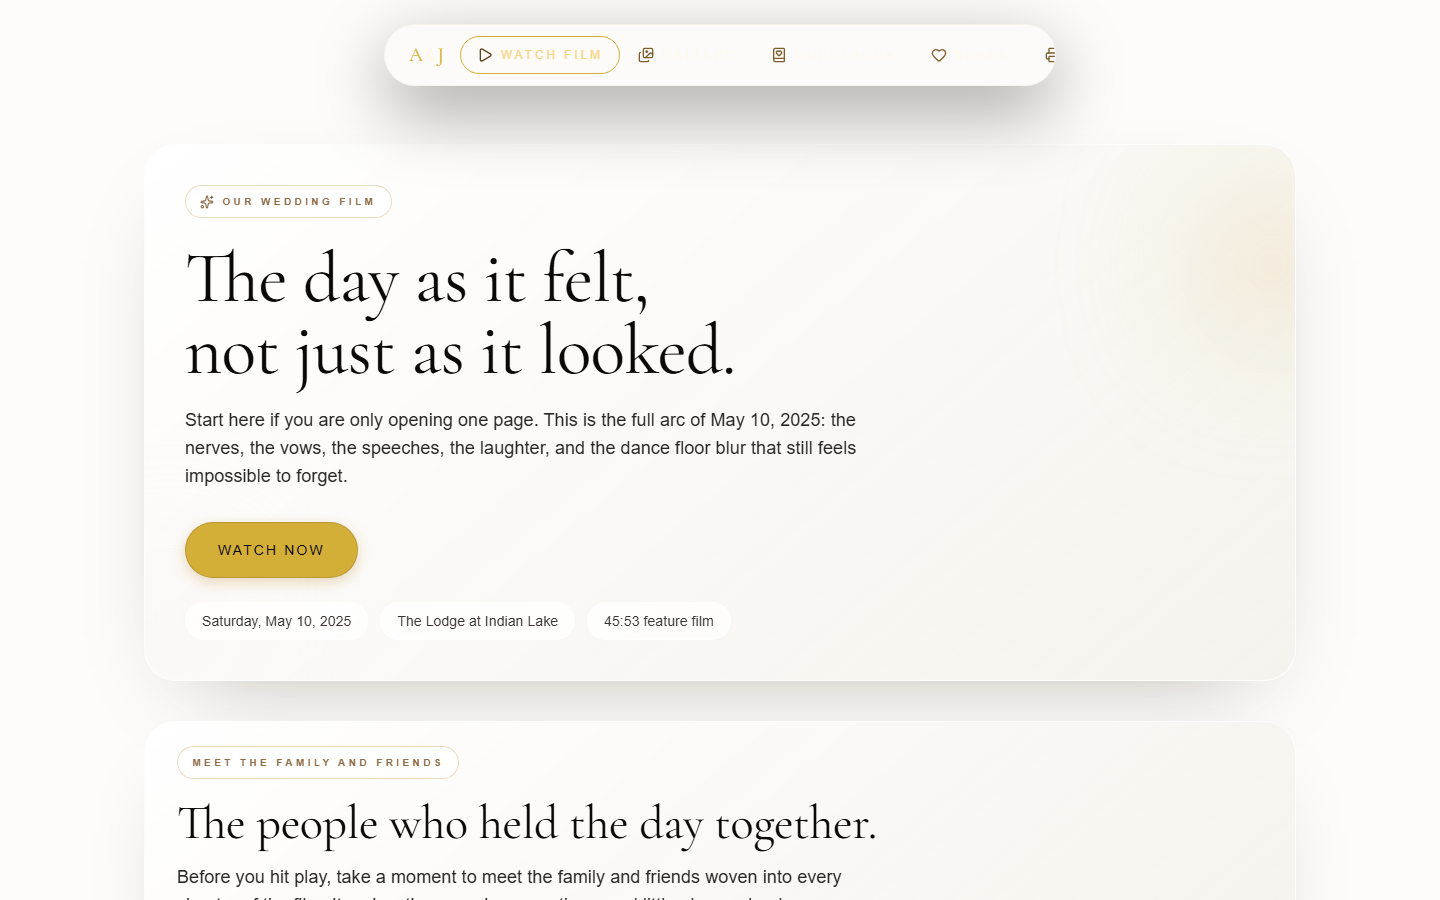 A J
WATCH FILM
OUR WEDDING FILM
The day as it felt,
not just as it looked.
Start here if you are only opening one page. This is the full arc of May 10, 2025: the
nerves, the vows, the speeches, the laughter, and the dance floor blur that still feels
impossible to forget.
WATCH NOW
Saturday, May 10, 2025
The Lodge at Indian Lake
45:53 feature film
MEET THE FAMILY AND FRIENDS
The people who held the day together.
Before you hit play, take a moment to meet the family and friends woven into every